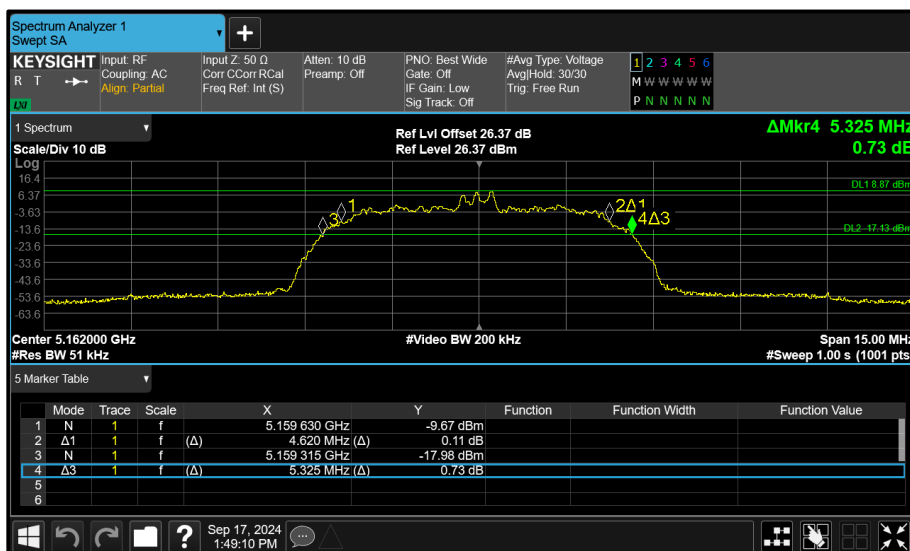 Spectrum Analyzer 1
Swept SA
+
KEYSIGHT
R T
LXI
Input: RF
Coupling: AC
Align: Partial
Input Z: 50 Ω
Corr CCorr RCal
Freq Ref: Int (S)
Atten: 10 dB
Preamp: Off
PNO: Best Wide
Gate: Off
IF Gain: Low
Sig Track: Off
#Avg Type: Voltage
Avg|Hold: 30/30
Trig: Free Run
1 2 3 4 5 6
M W W W W W
P N N N N N
1 Spectrum
Scale/Div 10 dB
Ref Lvl Offset 26.37 dB
Ref Level 26.37 dBm
ΔMkr4 5.325 MHz
0.73 dB
Log
16.4
6.37
-3.63
-13.6
-23.6
-33.6
-43.6
-53.6
-63.6
DL1 8.87 dBm
DL2 -17.13 dBm
1
2Δ1
3
4Δ3
Center 5.162000 GHz
#Video BW 200 kHz
Span 15.00 MHz
#Res BW 51 kHz
#Sweep 1.00 s (1001 pts
5 Marker Table
Mode Trace Scale X Y Function Function Width Function Value
1 N 1 f 5.159 630 GHz -9.67 dBm
2 Δ1 1 f (Δ) 4.620 MHz (Δ) 0.11 dB
3 N 1 f 5.159 315 GHz -17.98 dBm
4 Δ3 1 f (Δ) 5.325 MHz (Δ) 0.73 dB
5
6
?
Sep 17, 2024
1:49:10 PM